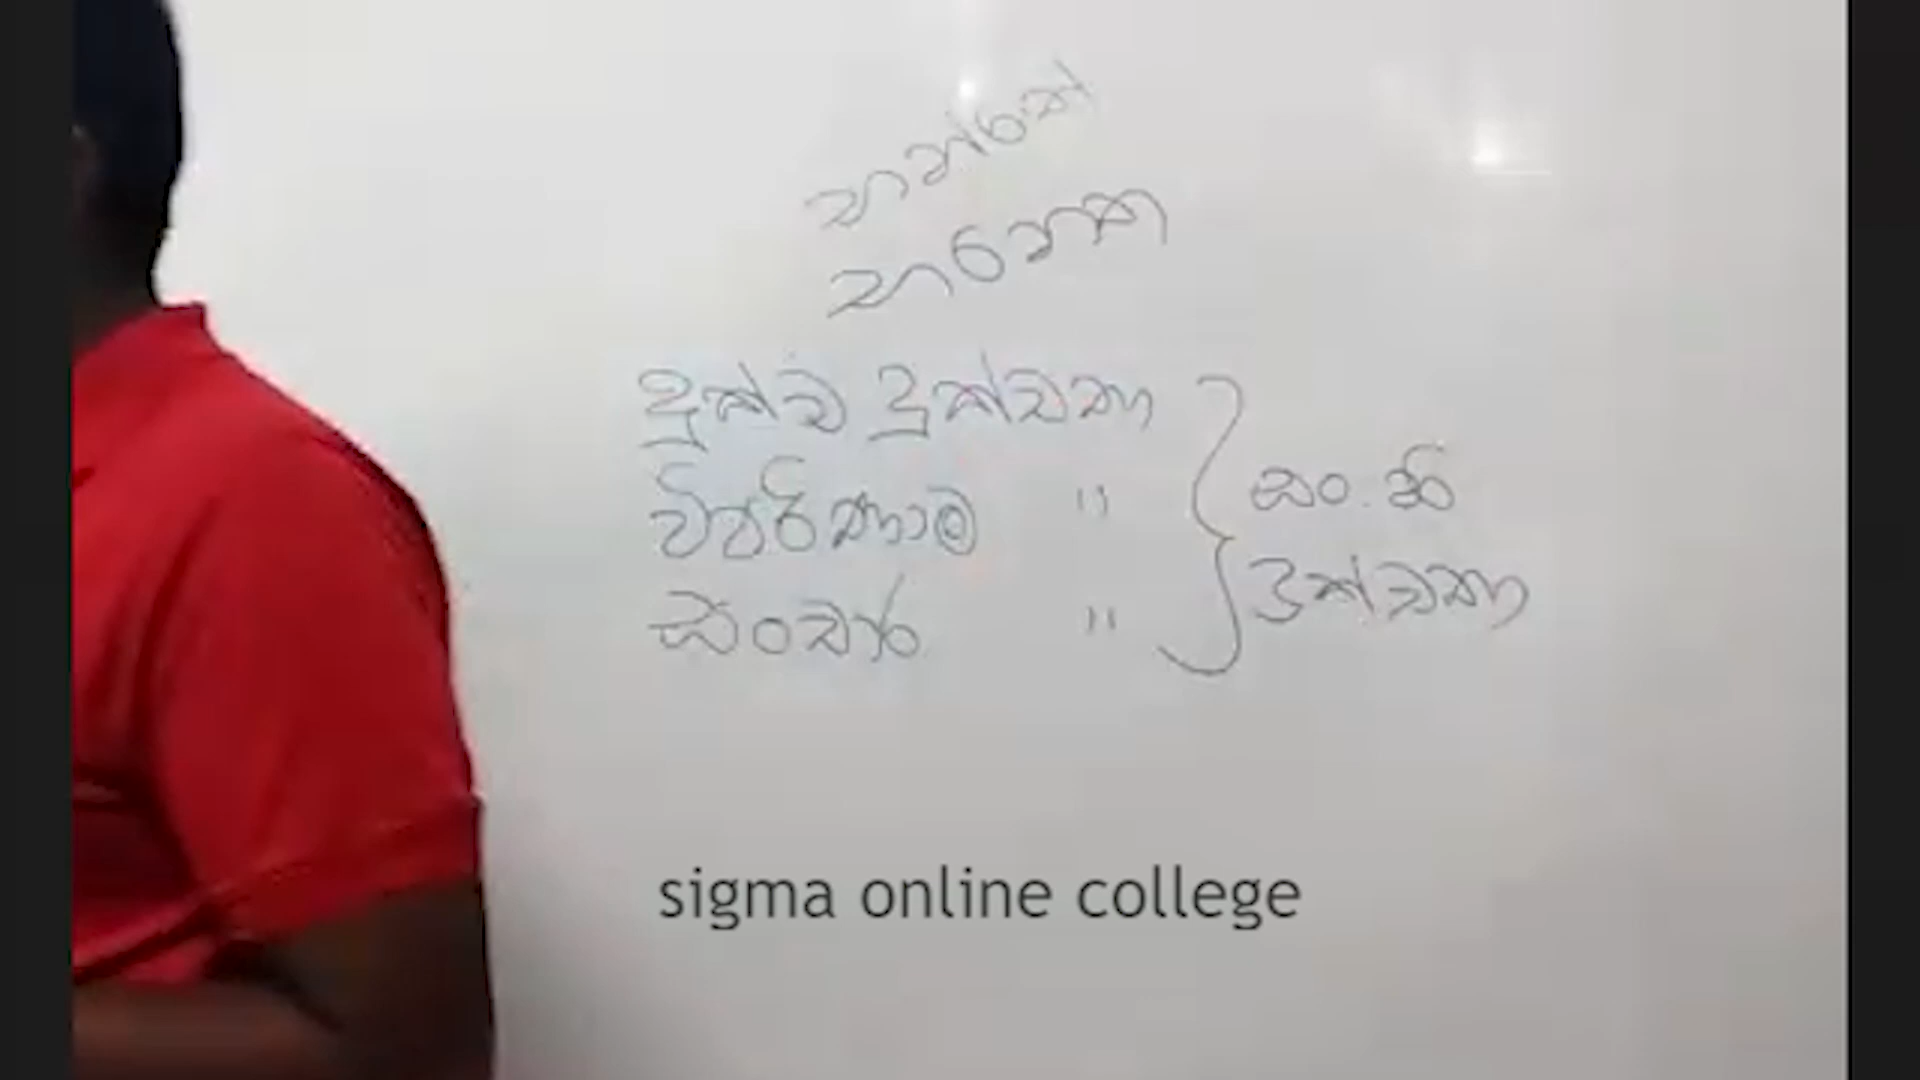 දුක්ඛ දුක්ඛතා
විපරිණාම "
සංඛාර "
සං. නි
දුක්ඛතා
sigma online college